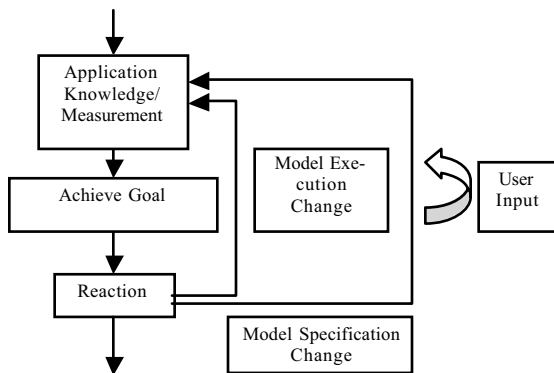 Application
Knowledge/
Measurement
Achieve Goal
Reaction
Model Exe-
cution
Change
User
Input
Model Specification
Change